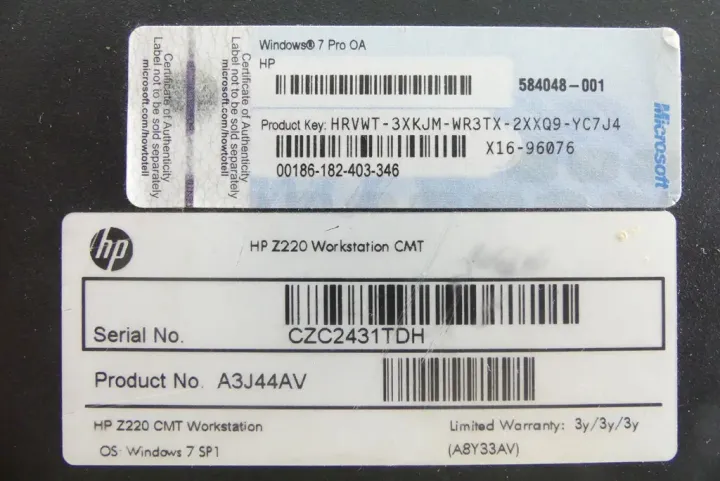 Certificate of Authenticity
Label not to be sold separately
microsoft.com/howtotell
Certificate of Authenticity
Label not to be sold separately
microsoft.com/howtotell
Windows® 7 Pro OA
HP
584048-001
Product Key: HRVWT-3XKJM-WR3TX-2XXQ9-YC7J4
X16-96076
00186-182-403-346
Microsoft
hp
HP Z220 Workstation CMT
Serial No. CZC2431TDH
Product No. A3J44AV
HP Z220 CMT Workstation
Limited Warranty: 3y/3y/3y
OS: Windows 7 SP1
(A8Y33AV)